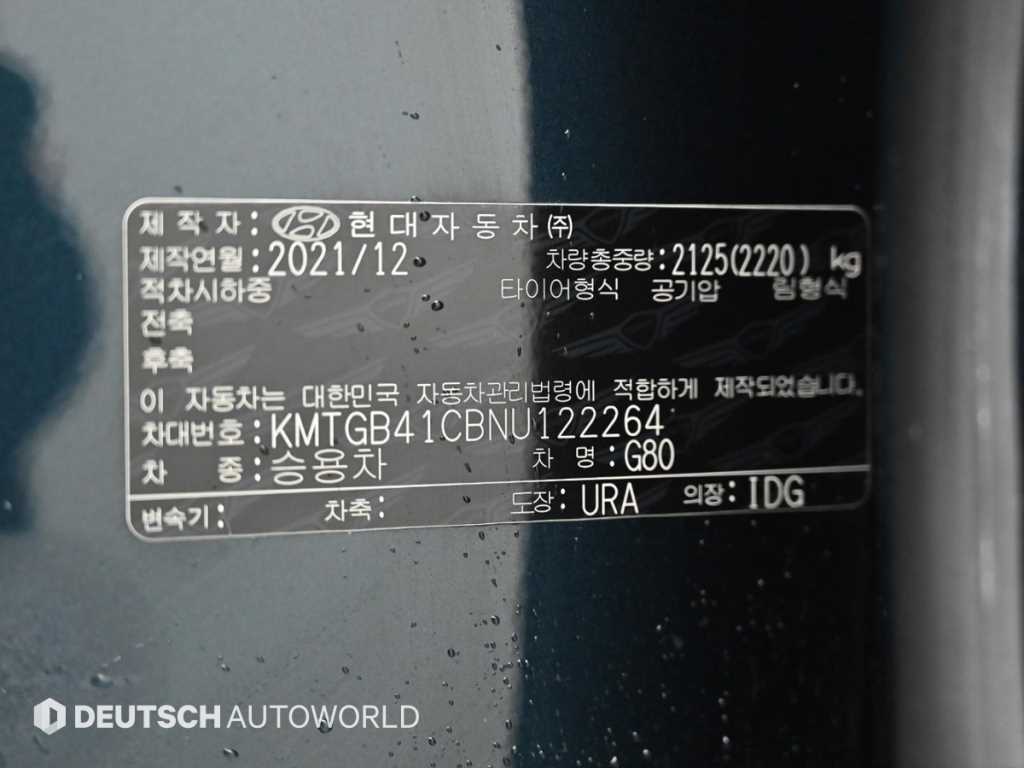 제 작 자 : 현대자동차㈜
제작연월 : 2021/12 차량총중량 : 2125(2220) kg
적차시하중 타이어형식 공기압 림형식
전축
후축
이 자동차는 대한민국 자동차관리법령에 적합하게 제작되었습니다.
차대번호 : KMTGB41CBNU122264
차 종 : 승용차 차 명 : G80
변속기 : 차축 : 도장 : URA 의장 : IDG
DEUTSCH AUTOWORLD